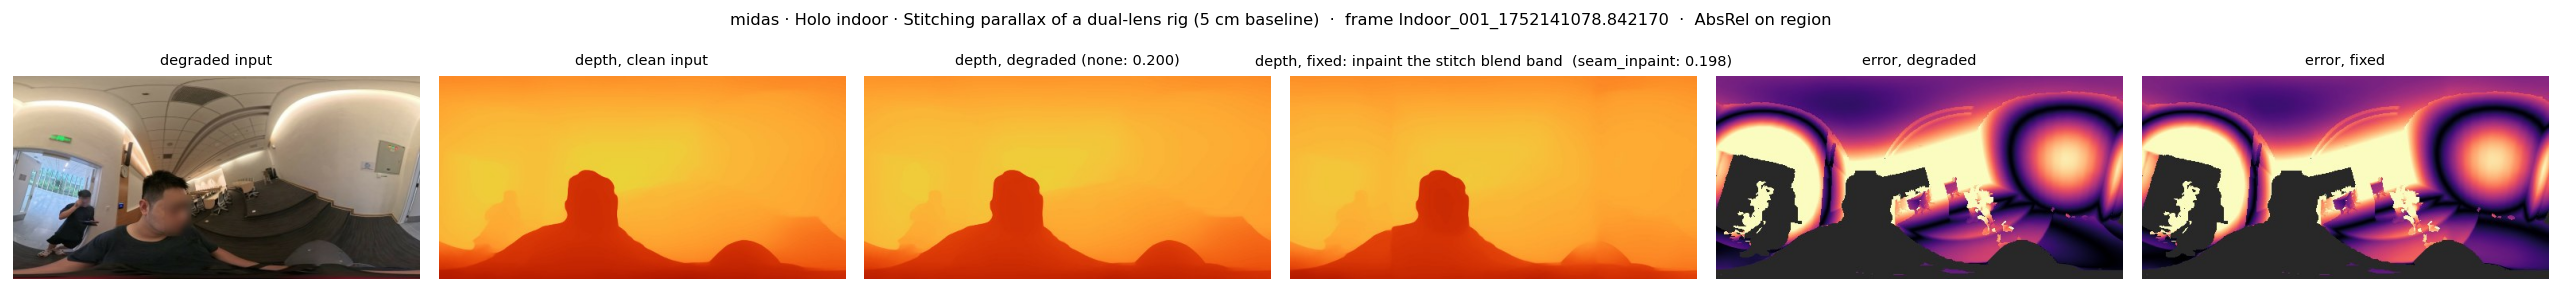 midas · Holo indoor · Stitching parallax of a dual-lens rig (5 cm baseline) · frame Indoor_001_1752141078.842170 · AbsRel on region
degraded input
depth, clean input
depth, degraded (none: 0.200)
depth, fixed: inpaint the stitch blend band (seam_inpaint: 0.198)
error, degraded
error, fixed